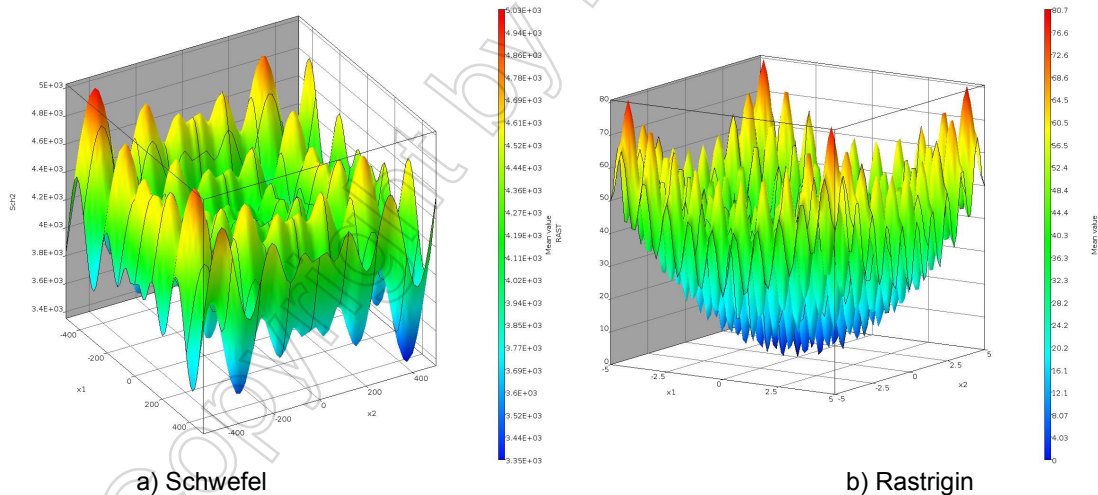 Copyright by
Sch2
5E+03
4.8E+03
4.6E+03
4.4E+03
4.2E+03
4E+03
3.8E+03
3.6E+03
3.4E+03
-400
-200
0
200
400
x1
-400
-200
0
200
400
x2
5.03E+03
4.94E+03
4.86E+03
4.78E+03
4.69E+03
4.61E+03
4.53E+03
4.44E+03
4.36E+03
4.27E+03
4.19E+03
4.11E+03
4.02E+03
3.94E+03
3.85E+03
3.77E+03
3.69E+03
3.6E+03
3.52E+03
3.44E+03
3.35E+03
Mean value
RAST
80
70
60
50
40
30
20
10
0
-5
-2.5
0
2.5
5
x1
-5
-2.5
0
2.5
5
x2
80.7
76.6
72.6
68.6
64.5
60.5
56.5
52.4
48.4
44.4
40.3
36.3
32.3
28.2
24.2
20.2
16.1
12.1
8.07
4.03
0
Mean value
a) Schwefel
b) Rastrigin